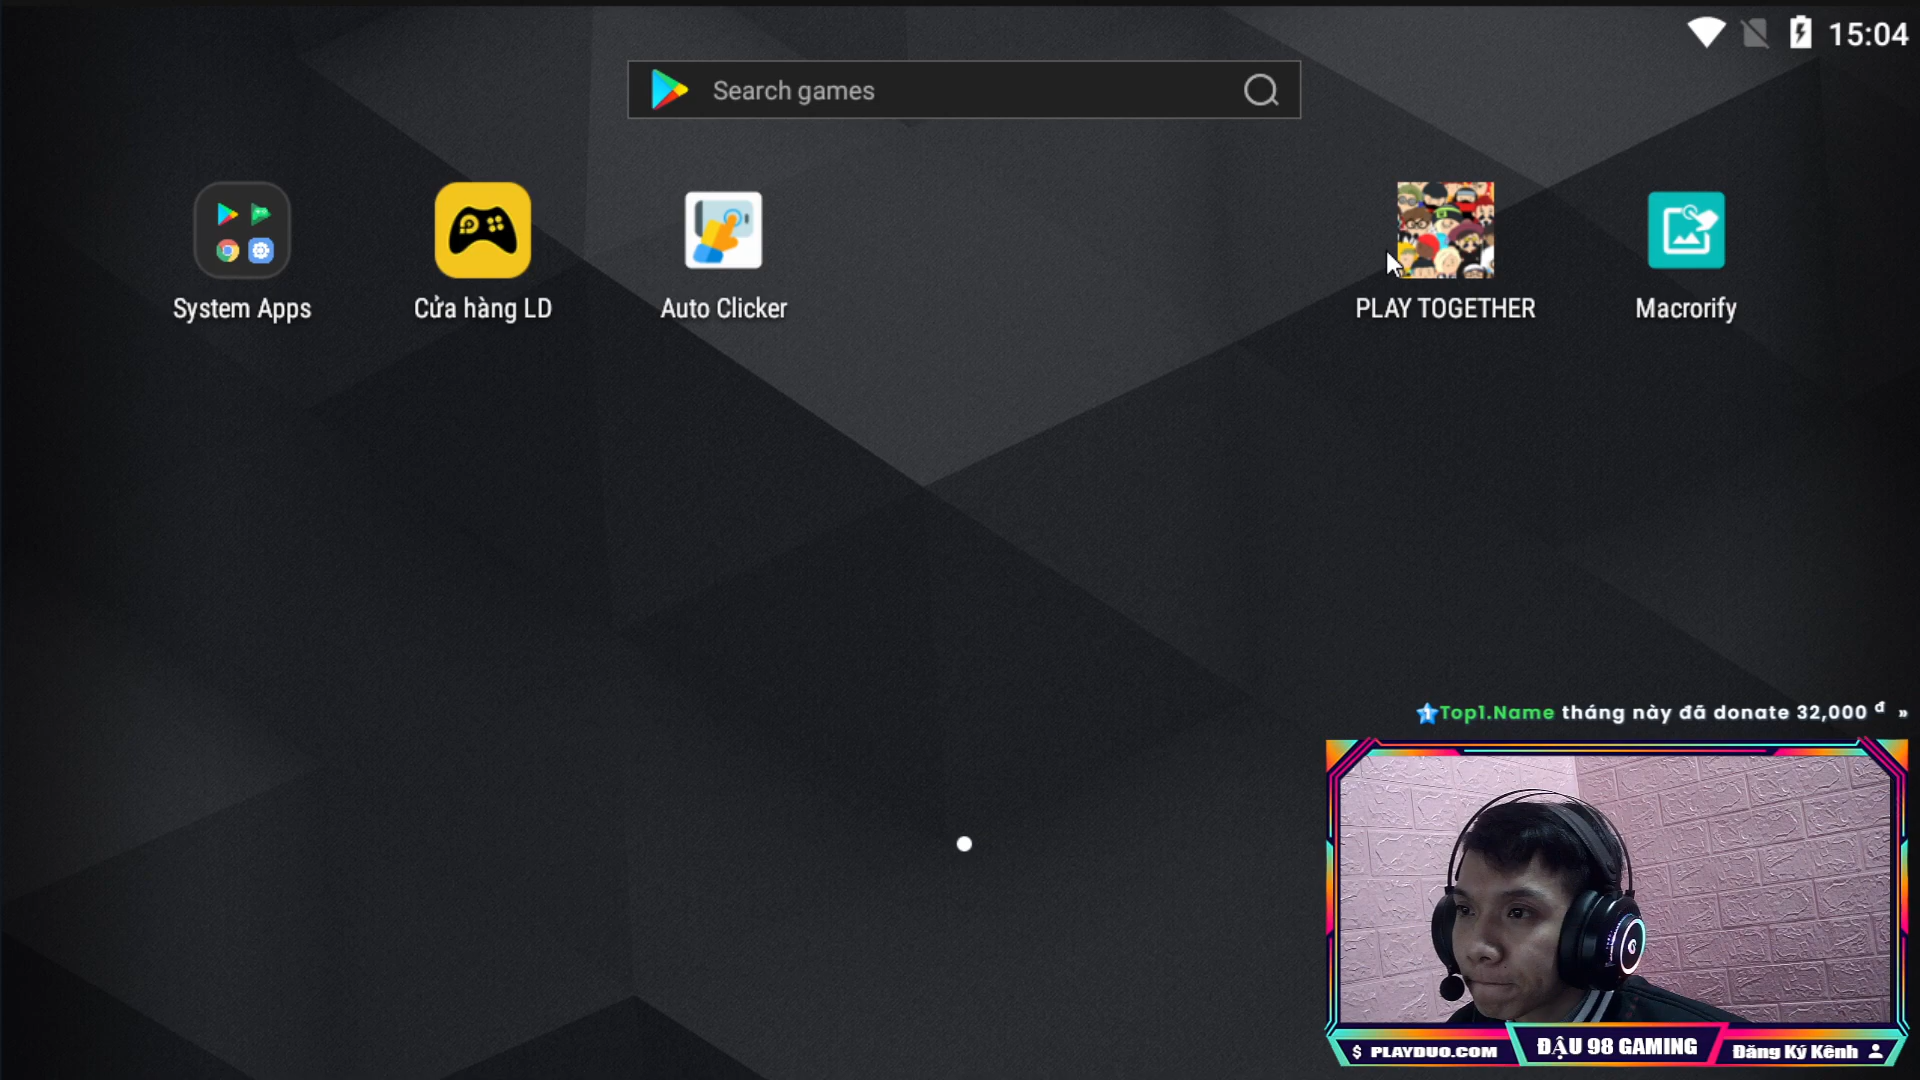 15:04
Search games
System Apps
Cửa hàng LD
Auto Clicker
PLAY TOGETHER
Macrorify
1 Top1.Name tháng này đã donate 32,000 đ »
$ PLAYDUO.COM
ĐẬU 98 GAMING
Đăng Ký Kênh